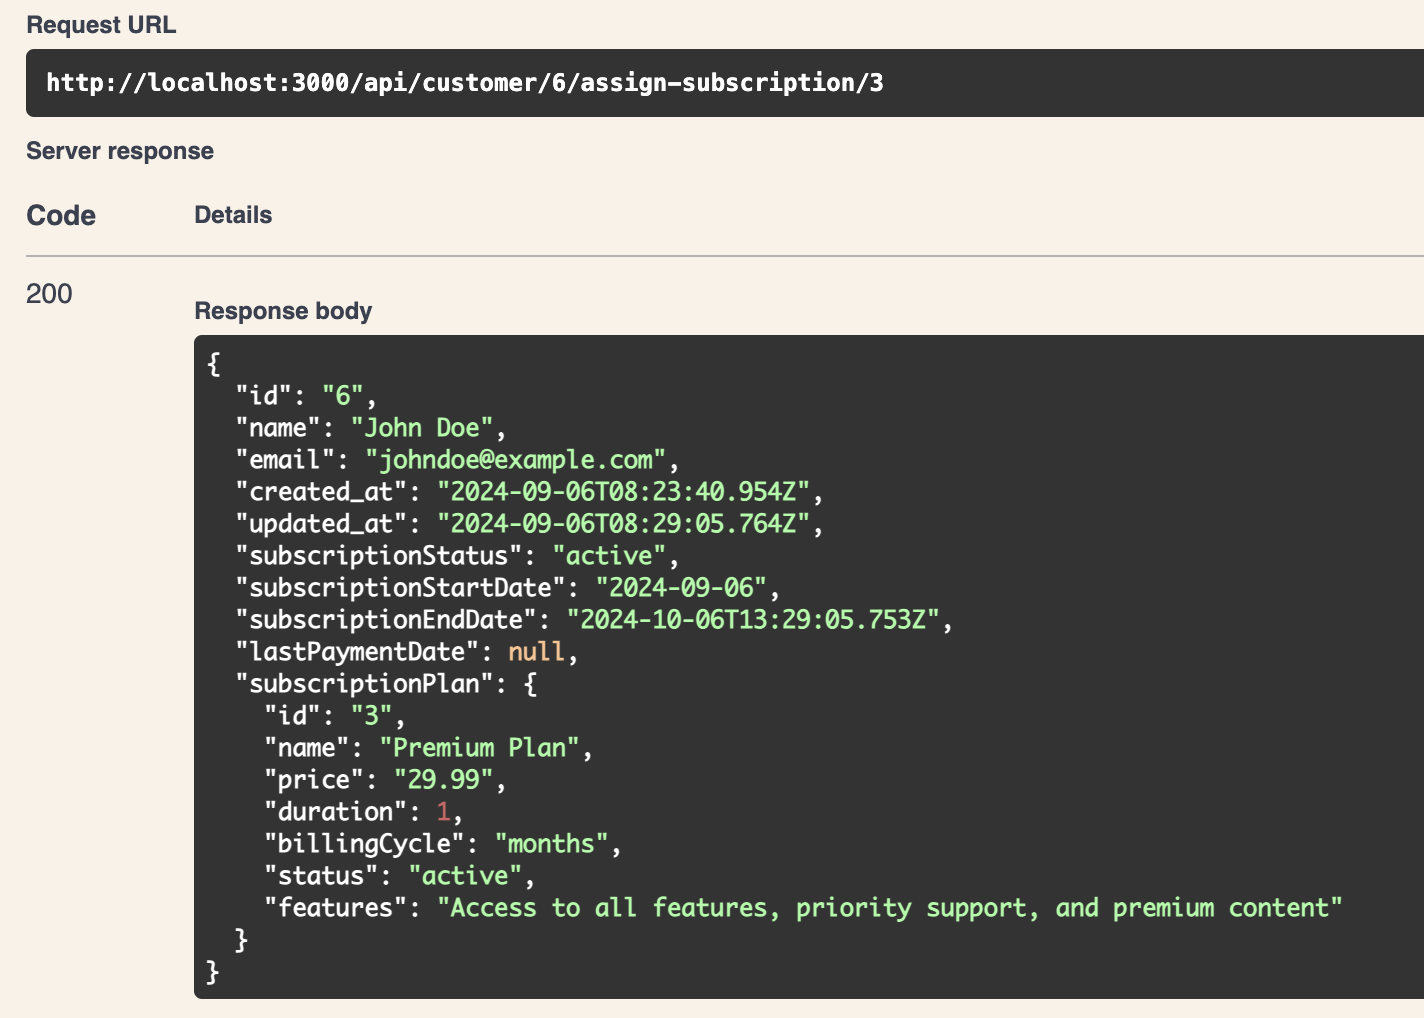 Request URL
http://localhost:3000/api/customer/6/assign-subscription/3
Server response
Code Details
200
Response body
{
  "id": "6",
  "name": "John Doe",
  "email": "johndoe@example.com",
  "created_at": "2024-09-06T08:23:40.954Z",
  "updated_at": "2024-09-06T08:29:05.764Z",
  "subscriptionStatus": "active",
  "subscriptionStartDate": "2024-09-06",
  "subscriptionEndDate": "2024-10-06T13:29:05.753Z",
  "lastPaymentDate": null,
  "subscriptionPlan": {
    "id": "3",
    "name": "Premium Plan",
    "price": "29.99",
    "duration": 1,
    "billingCycle": "months",
    "status": "active",
    "features": "Access to all features, priority support, and premium content"
  }
}